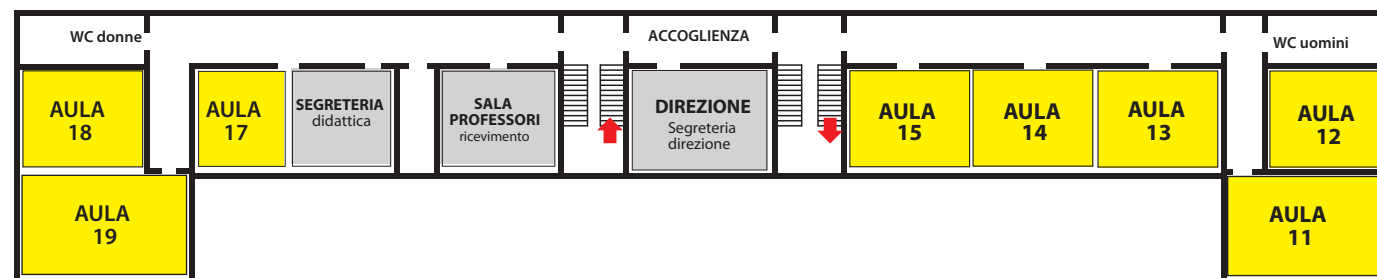 WC donne
ACCOGLIENZA
WC uomini
AULA
18
AULA
17
SEGRETERIA
didattica
SALA
PROFESSORI
ricevimento
DIREZIONE
Segreteria
direzione
AULA
15
AULA
14
AULA
13
AULA
12
AULA
19
AULA
11